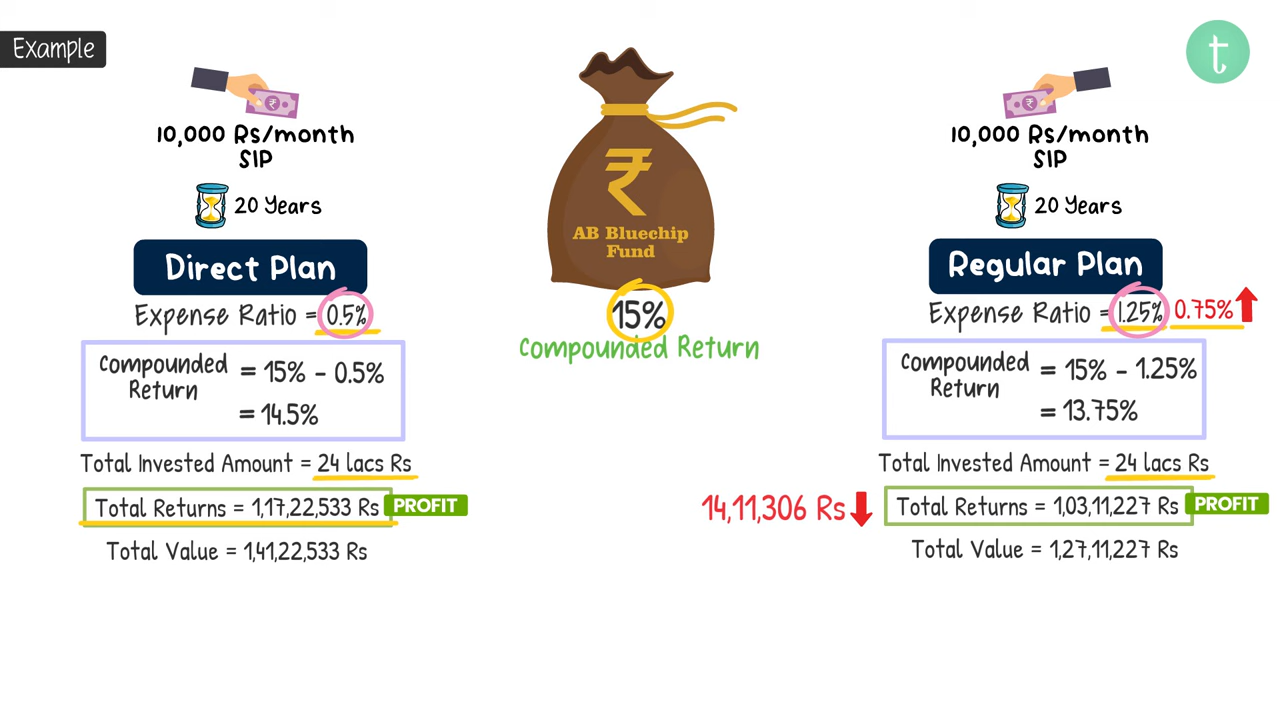 Example
t
10,000 Rs/month
SIP
20 Years
Direct Plan
Expense Ratio = 0.5%
Compounded Return = 15% - 0.5%
= 14.5%
Total Invested Amount = 24 lacs Rs
Total Returns = 1,17,22,533 Rs PROFIT
Total Value = 1,41,22,533 Rs
₹
AB Bluechip
Fund
15%
Compounded Return
14,11,306 Rs
10,000 Rs/month
SIP
20 Years
Regular Plan
Expense Ratio = 1.25% 0.75%
Compounded Return = 15% - 1.25%
= 13.75%
Total Invested Amount = 24 lacs Rs
Total Returns = 1,03,11,227 Rs PROFIT
Total Value = 1,27,11,227 Rs